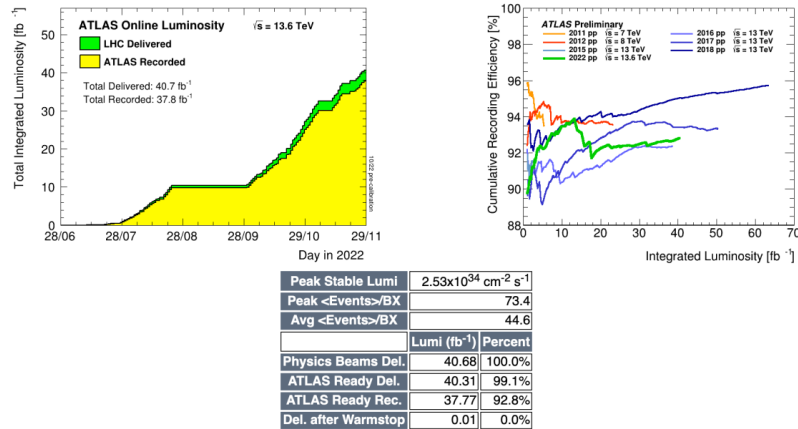 ATLAS Online Luminosity √s = 13.6 TeV
LHC Delivered
ATLAS Recorded
Total Delivered: 40.7 fb-1
Total Recorded: 37.8 fb-1
Total Integrated Luminosity [fb-1]
50
40
30
20
10
0
28/06 28/07 28/08 28/09 29/10 29/11
Day in 2022
10/22 pre-calibration
ATLAS Preliminary
2011 pp √s = 7 TeV
2012 pp √s = 8 TeV
2015 pp √s = 13 TeV
2022 pp √s = 13.6 TeV
2016 pp √s = 13 TeV
2017 pp √s = 13 TeV
2018 pp √s = 13 TeV
Cumulative Recording Efficiency [%]
100
98
96
94
92
90
88
0 10 20 30 40 50 60 70
Integrated Luminosity [fb -1]
Peak Stable Lumi 2.53x10³⁴ cm⁻² s⁻¹
Peak <Events>/BX 73.4
Avg <Events>/BX 44.6
Lumi (fb⁻¹) Percent
Physics Beams Del. 40.68 100.0%
ATLAS Ready Del. 40.31 99.1%
ATLAS Ready Rec. 37.77 92.8%
Del. after Warmstop 0.01 0.0%